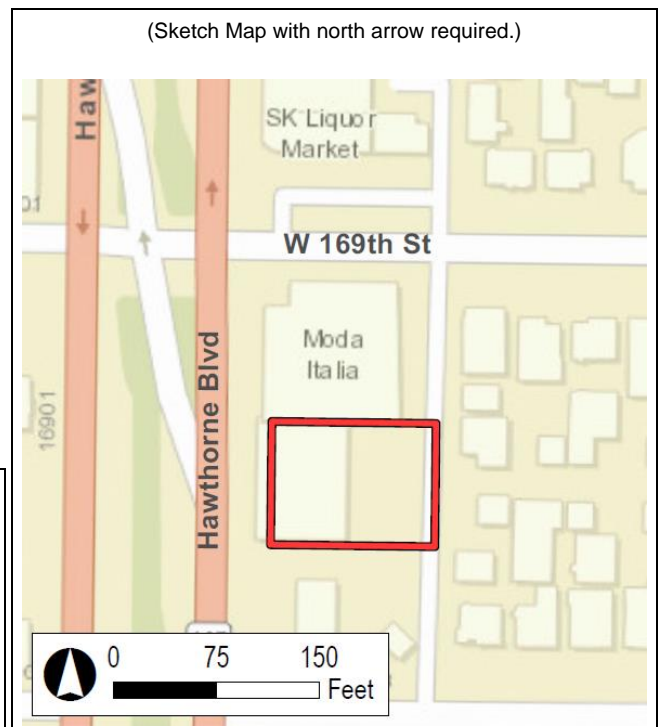 (Sketch Map with north arrow required.)
Haw
SK Liquor
Market
01
W 169th St
Moda
Italia
16901
Hawthorne Blvd
0 75 150
Feet